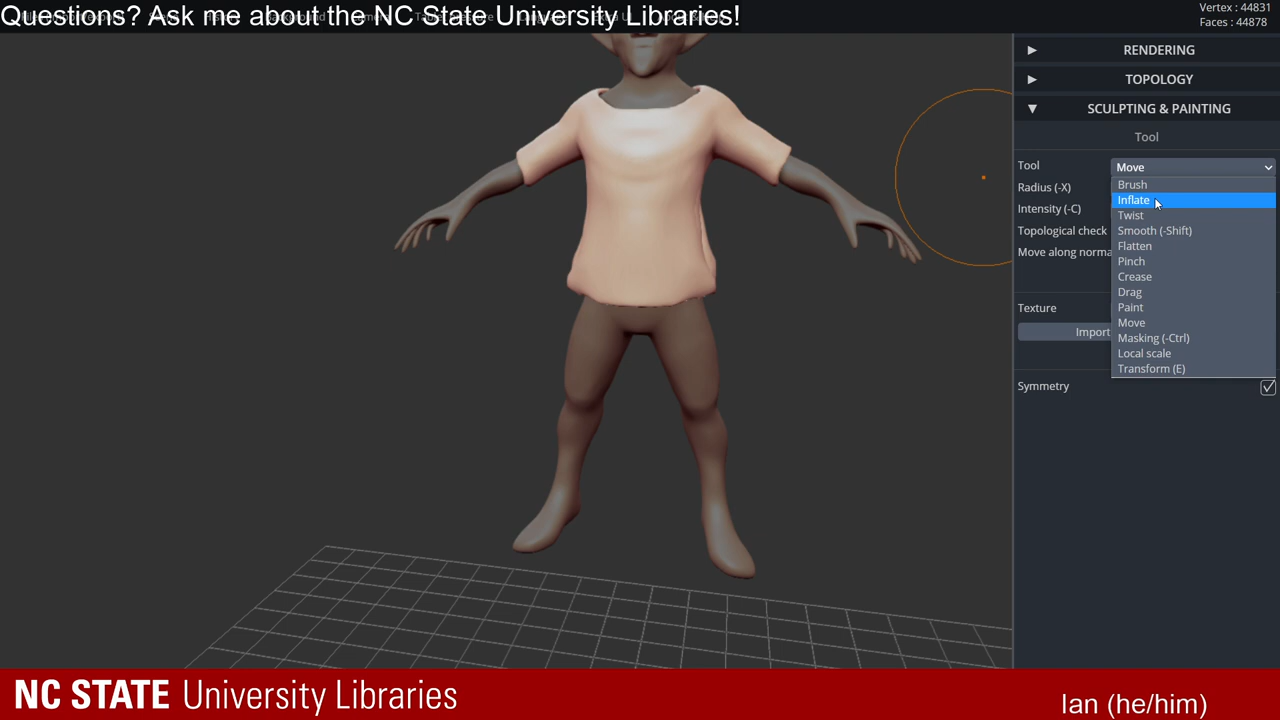 Questions? Ask me about the NC State University Libraries!
Vertex : 44831
Faces : 44878
RENDERING
TOPOLOGY
SCULPTING & PAINTING
Tool
Tool
Move
Radius (-X)
Intensity (-C)
Topological check
Move along norma
Brush
Inflate
Twist
Smooth (-Shift)
Flatten
Pinch
Crease
Drag
Paint
Move
Masking (-Ctrl)
Local scale
Transform (E)
Texture
Import
Symmetry
NC STATE University Libraries
Ian (he/him)